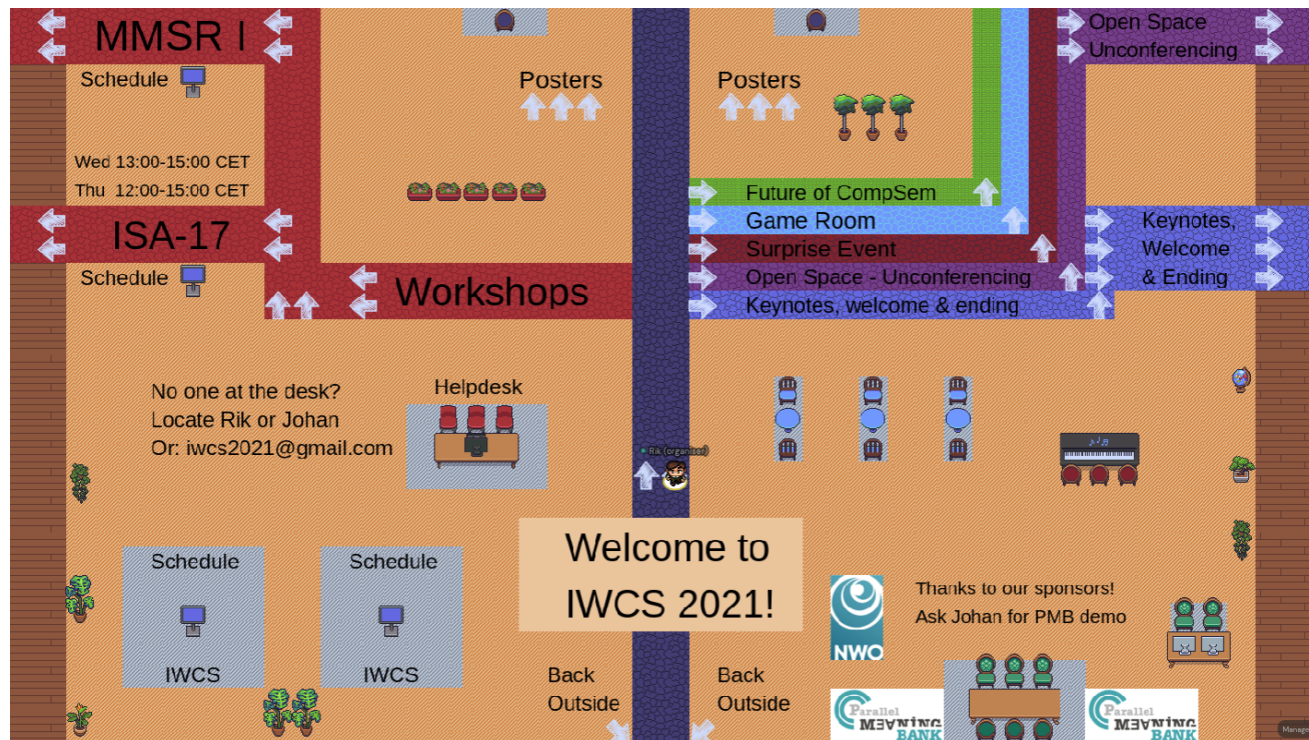 MMSR I
Open Space
Unconferencing
Schedule
Posters
Posters
Wed 13:00-15:00 CET
Thu 12:00-15:00 CET
ISA-17
Schedule
Workshops
Future of CompSem
Game Room
Surprise Event
Open Space - Unconferencing
Keynotes, welcome & ending
Keynotes,
Welcome
& Ending
No one at the desk?
Locate Rik or Johan
Or: iwcs2021@gmail.com
Helpdesk
Rik (organiser)
Welcome to
IWCS 2021!
Schedule
IWCS
Schedule
IWCS
Back
Outside
Back
Outside
Thanks to our sponsors!
Ask Johan for PMB demo
NWO
Parallel
MEANING
BANK
Parallel
MEANING
BANK